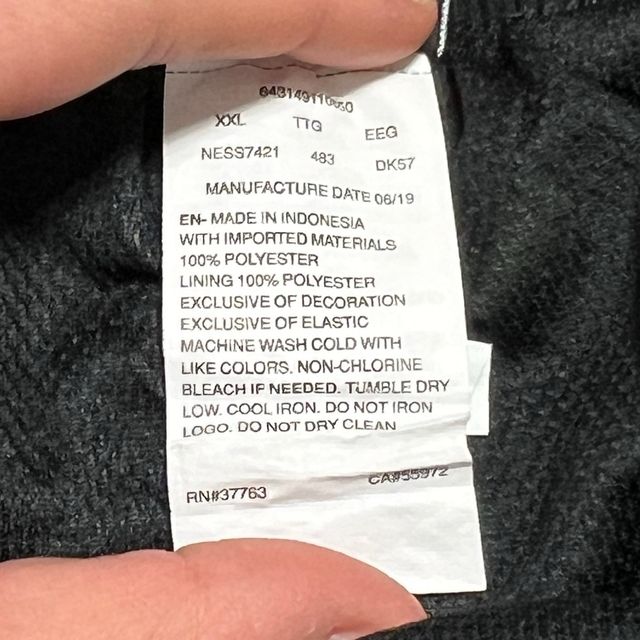 XXL TTG EEG
NESS7421 483 DK57
MANUFACTURE DATE 06/19
EN- MADE IN INDONESIA
WITH IMPORTED MATERIALS
100% POLYESTER
LINING 100% POLYESTER
EXCLUSIVE OF DECORATION
EXCLUSIVE OF ELASTIC
MACHINE WASH COLD WITH
LIKE COLORS. NON-CHLORINE
BLEACH IF NEEDED. TUMBLE DRY
LOW. COOL IRON. DO NOT IRON
LOGO. DO NOT DRY CLEAN
RN#37763 CA#55972